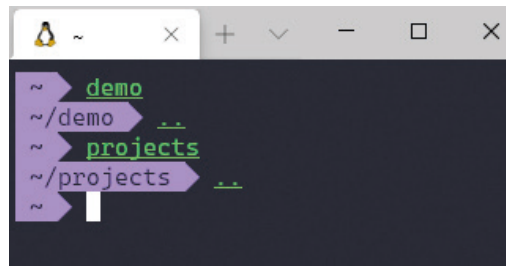 ~
~ demo
~/demo ..
~ projects
~/projects ..
~